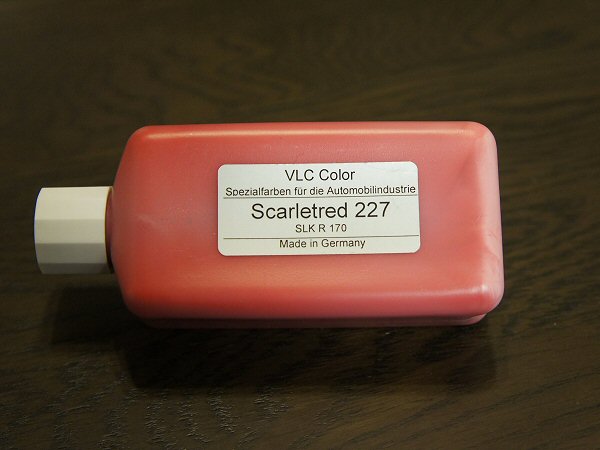 VLC Color
Spezialfarben für die Automobilindustrie
Scarletred 227
SLK R 170
Made in Germany